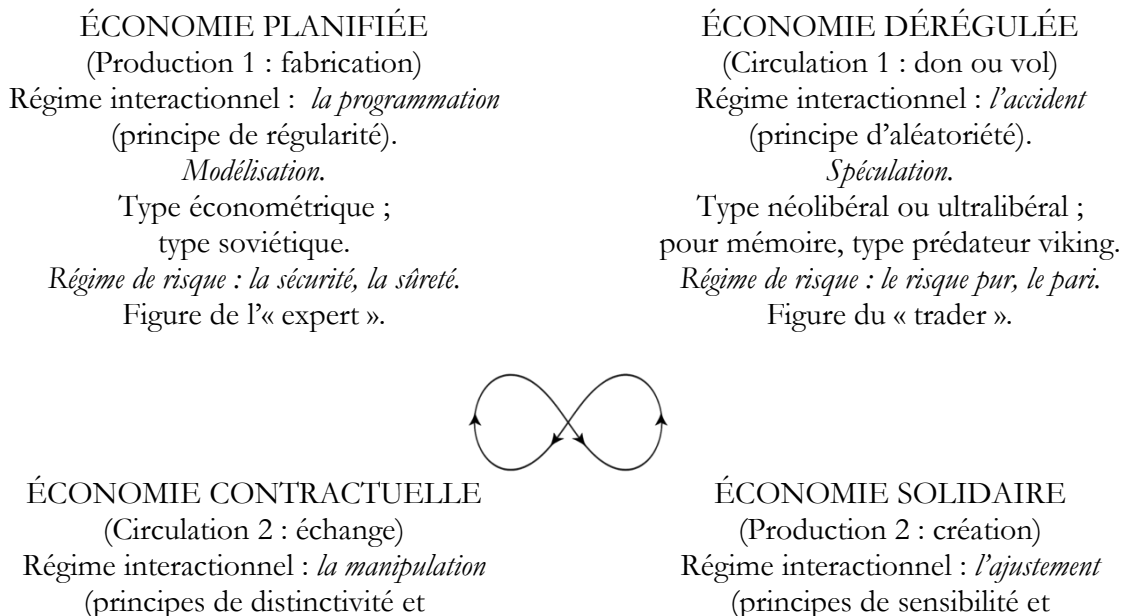 ÉCONOMIE PLANIFIÉE
(Production 1 : fabrication)
Régime interactionnel : la programmation
(principe de régularité).
Modélisation.
Type économétrique ;
type soviétique.
Régime de risque : la sécurité, la sûreté.
Figure de l'« expert ».
ÉCONOMIE DÉRÉGULÉE
(Circulation 1 : don ou vol)
Régime interactionnel : l'accident
(principe d'aléatoriété).
Spéculation.
Type néolibéral ou ultralibéral ;
pour mémoire, type prédateur viking.
Régime de risque : le risque pur, le pari.
Figure du « trader ».
ÉCONOMIE CONTRACTUELLE
(Circulation 2 : échange)
Régime interactionnel : la manipulation
(principes de distinctivité et
ÉCONOMIE SOLIDAIRE
(Production 2 : création)
Régime interactionnel : l'ajustement
(principes de sensibilité et